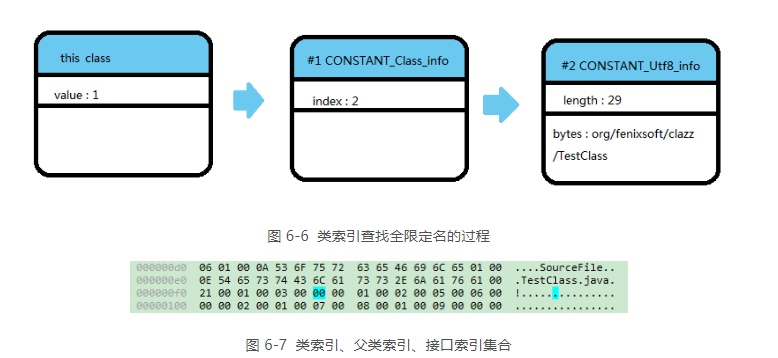 this class
value : 1
#1 CONSTANT_Class_info
index : 2
#2 CONSTANT_Utf8_info
length : 29
bytes : org/fenixsoft/clazz
/TestClass
图 6-6 类索引查找全限定名的过程
000000d0 06 01 00 0A 53 6F 75 72 63 65 46 69 6C 65 01 00 ....SourceFile..
000000e0 0E 54 65 73 74 43 6C 61 73 73 2E 6A 61 76 61 00 .TestClass.java.
000000f0 21 00 01 00 03 00 00 00 01 00 02 00 05 00 06 00 !...............
00000100 00 00 02 00 01 00 07 00 08 00 01 00 09 00 00 00 ................
图 6-7 类索引、父类索引、接口索引集合